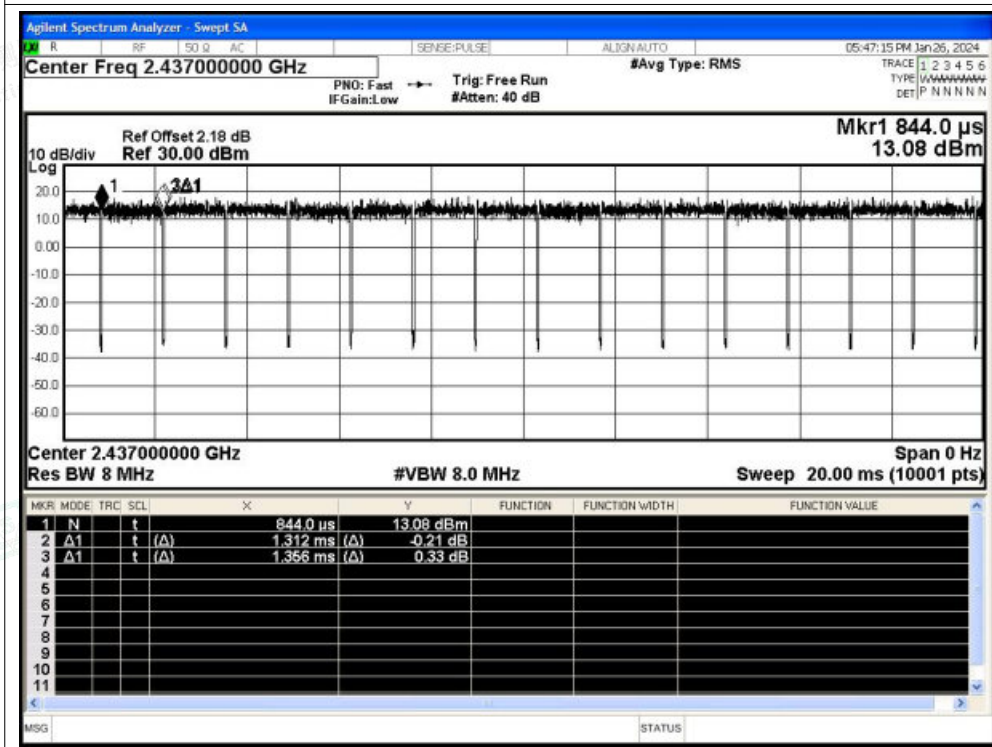 Agilent Spectrum Analyzer - Swept SA
R RF 50 Ω AC SENSE:PULSE ALIGN AUTO 05:47:15 PM Jan 26, 2024
Center Freq 2.437000000 GHz #Avg Type: RMS TRACE 1 2 3 4 5 6
PNO: Fast Trig: Free Run TYPE
IFGain:Low #Atten: 40 dB DET P N N N N N
Mkr1 844.0 µs
Ref Offset 2.18 dB
10 dB/div Ref 30.00 dBm 13.08 dBm
Log
1 3Δ1
20.0
10.0
0.00
-10.0
-20.0
-30.0
-40.0
-50.0
-60.0
Center 2.437000000 GHz Span 0 Hz
Res BW 8 MHz #VBW 8.0 MHz Sweep 20.00 ms (10001 pts)
MKR MODE TRC SCL X Y FUNCTION FUNCTION WIDTH FUNCTION VALUE
1 N t 844.0 µs 13.08 dBm
2 Δ1 t (Δ) 1.312 ms (Δ) -0.21 dB
3 Δ1 t (Δ) 1.356 ms (Δ) 0.33 dB
4
5
6
7
8
9
10
11
MSG STATUS